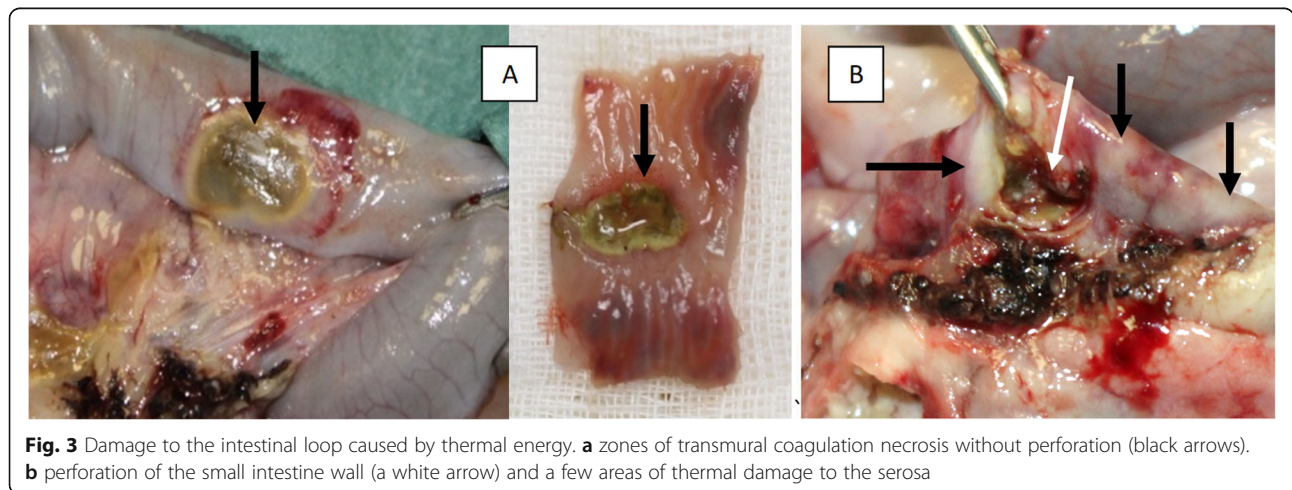 A
B
Fig. 3 Damage to the intestinal loop caused by thermal energy. a zones of transmural coagulation necrosis without perforation (black arrows).
b perforation of the small intestine wall (a white arrow) and a few areas of thermal damage to the serosa